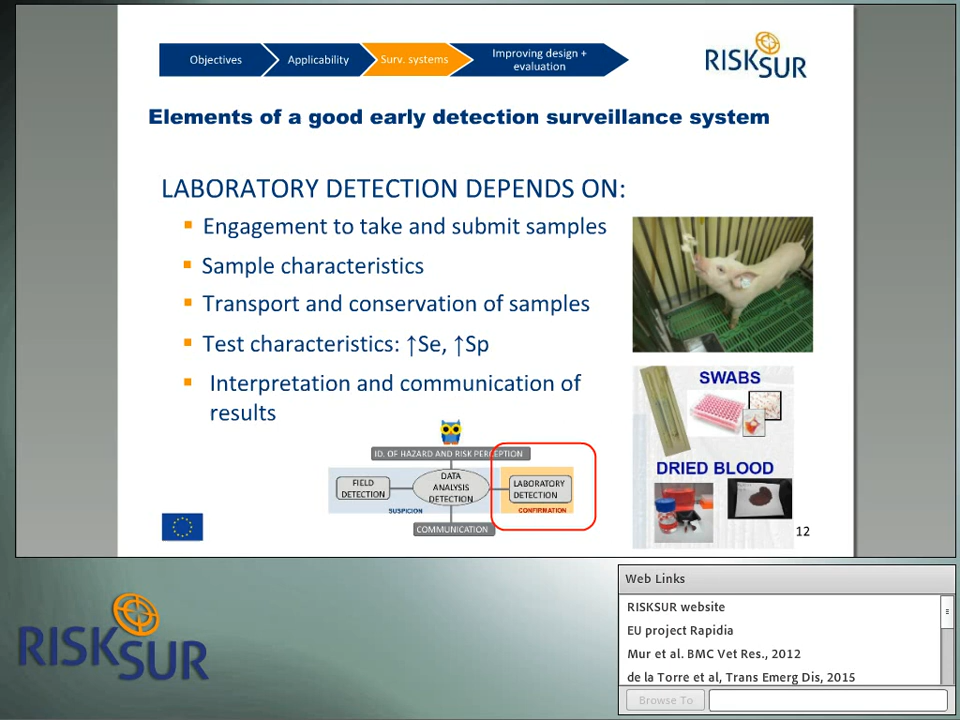 Objectives
Applicability
Surv. systems
Improving design +
evaluation
RISKSUR
Elements of a good early detection surveillance system
LABORATORY DETECTION DEPENDS ON:
▪ Engagement to take and submit samples
▪ Sample characteristics
▪ Transport and conservation of samples
▪ Test characteristics: ↑Se, ↑Sp
▪ Interpretation and communication of
results
SWABS
DRIED BLOOD
ID. OF HAZARD AND RISK PERCEPTION
FIELD
DETECTION
DATA
ANALYSIS
DETECTION
LABORATORY
DETECTION
SUSPICION
CONFIRMATION
COMMUNICATION
12
RISKSUR
Web Links
RISKSUR website
EU project Rapidia
Mur et al. BMC Vet Res., 2012
de la Torre et al, Trans Emerg Dis, 2015
Browse To